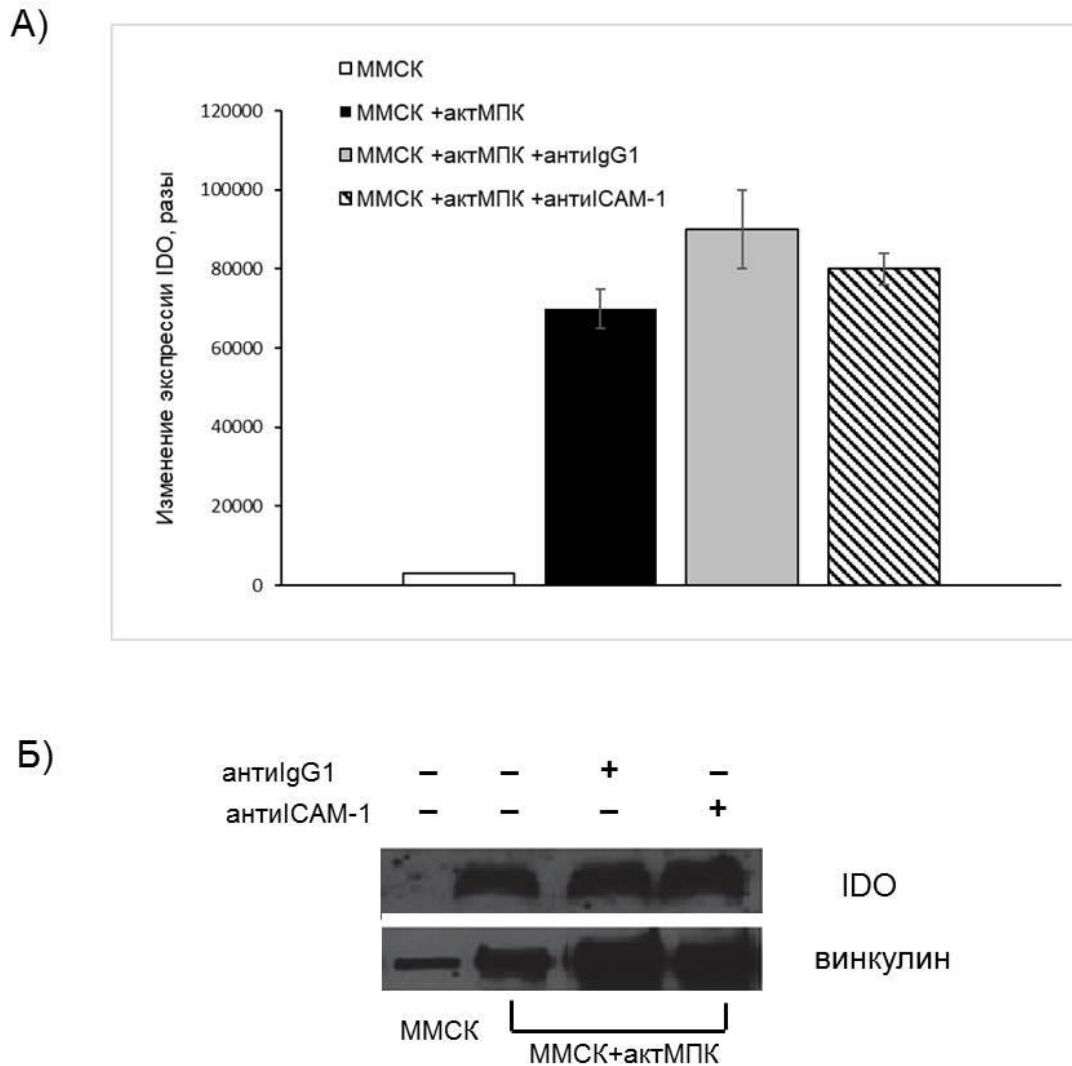 А)
ММСК
ММСК +актМПК
ММСК +актМПК +антиIgG1
ММСК +актМПК +антиICAM-1
Изменение экспрессии IDO, разы
120000
100000
80000
60000
40000
20000
0
Б)
антиIgG1 – – + –
антиICAM-1 – – – +
IDO
винкулин
ММСК
ММСК+актМПК